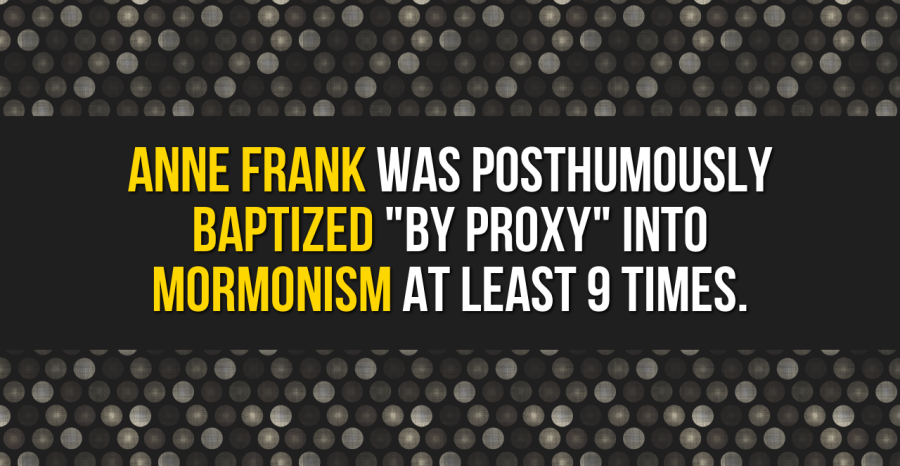 ANNE FRANK WAS POSTHUMOUSLY
BAPTIZED "BY PROXY" INTO
MORMONISM AT LEAST 9 TIMES.